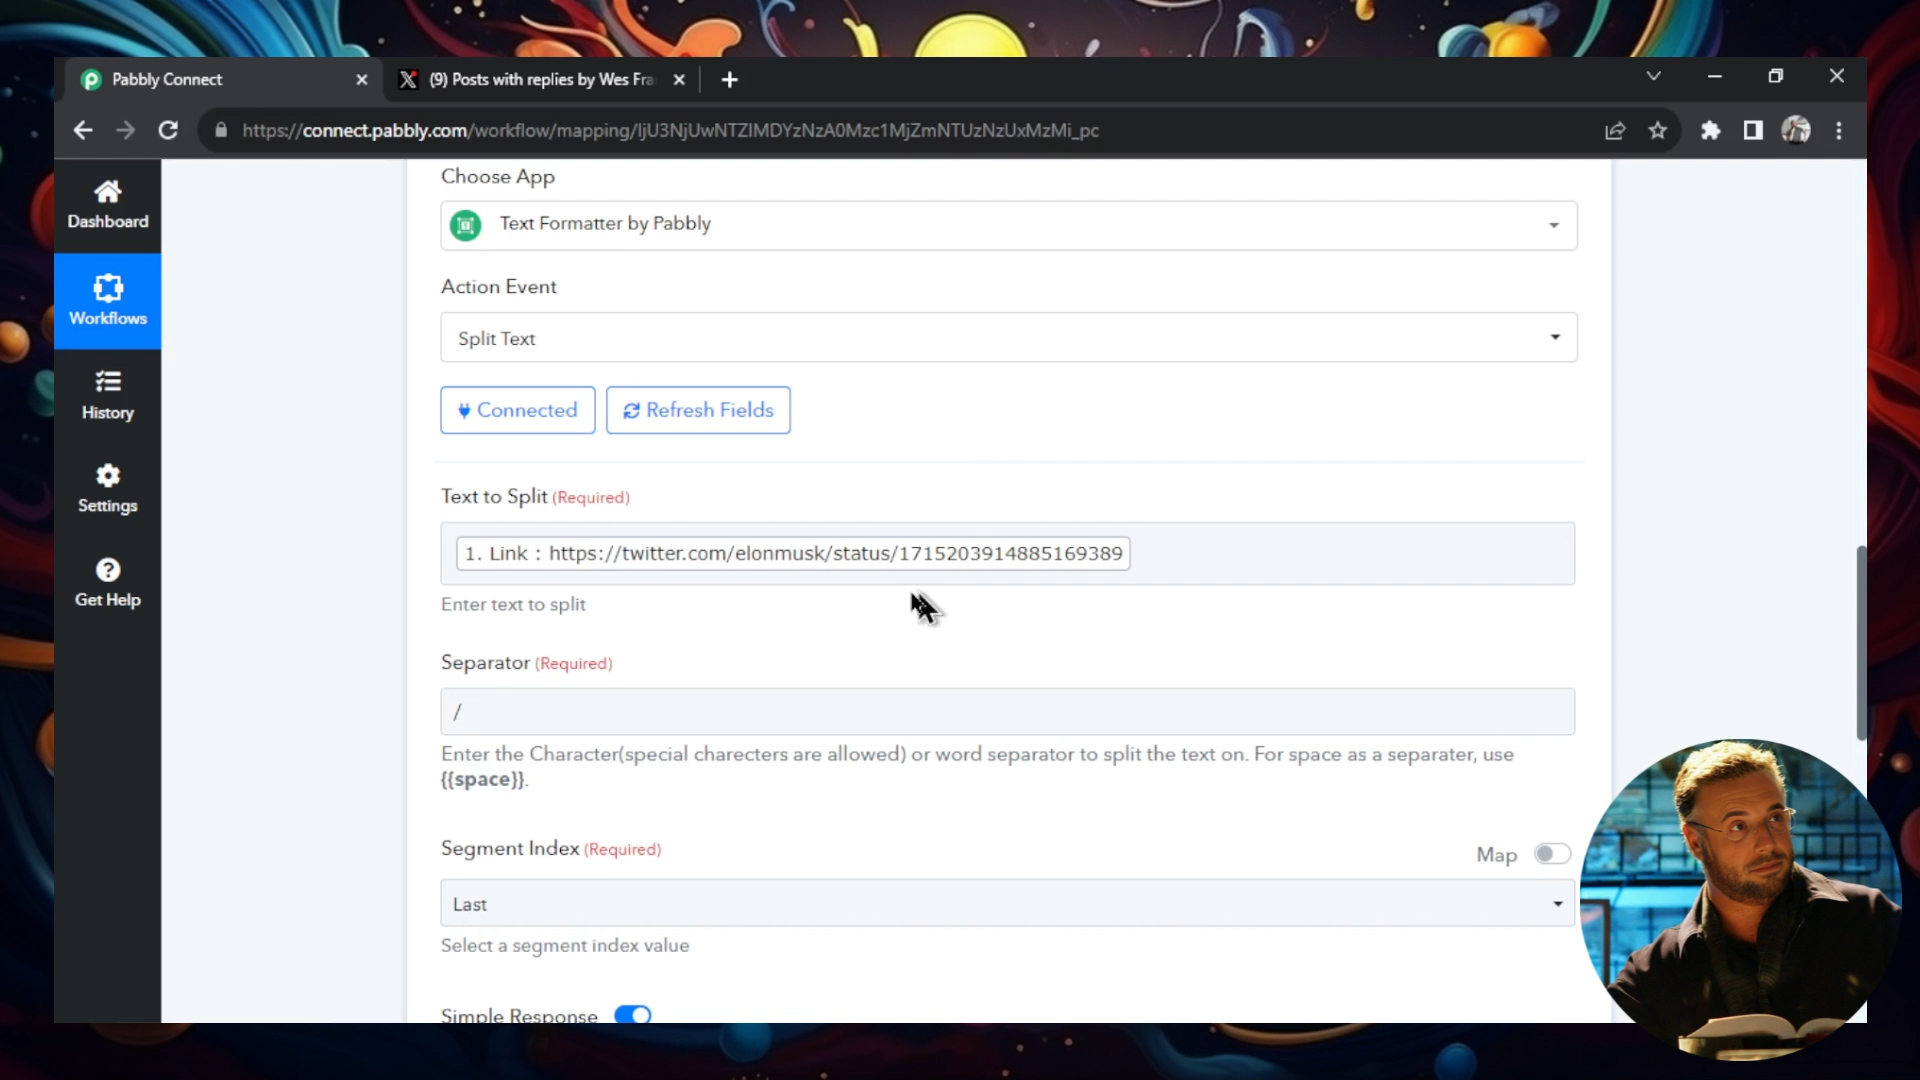 Pabbly Connect
(9) Posts with replies by Wes Fra
https://connect.pabbly.com/workflow/mapping/IjU3NjUwNTZlMDYzNzA0Mzc1MjZmNTUzNzUxMzMi_pc
Dashboard
Workflows
History
Settings
Get Help
Choose App
Text Formatter by Pabbly
Action Event
Split Text
Connected
Refresh Fields
Text to Split (Required)
1. Link : https://twitter.com/elonmusk/status/1715203914885169389
Enter text to split
Separator (Required)
/
Enter the Character(special charecters are allowed) or word separator to split the text on. For space as a separater, use
{{space}}.
Segment Index (Required)
Map
Last
Select a segment index value
Simple Response